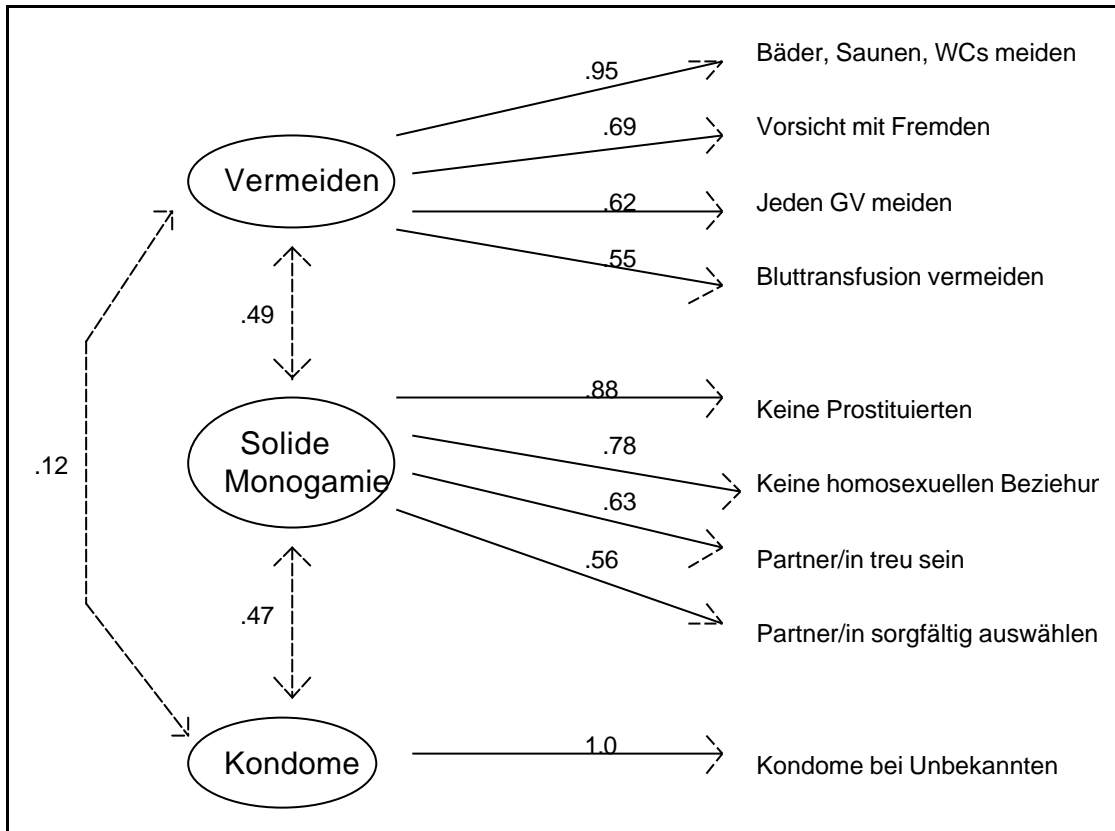 Bäder, Saunen, WCs meiden
.95
.69
Vorsicht mit Fremden
Vermeiden
.62
Jeden GV meiden
.55
Bluttransfusion vermeiden
.49
.88
Keine Prostituierten
Solide
Monogamie
.78
.12
Keine homosexuellen Beziehur
.63
.56
Partner/in treu sein
.47
Partner/in sorgfältig auswählen
1.0
Kondome
Kondome bei Unbekannten